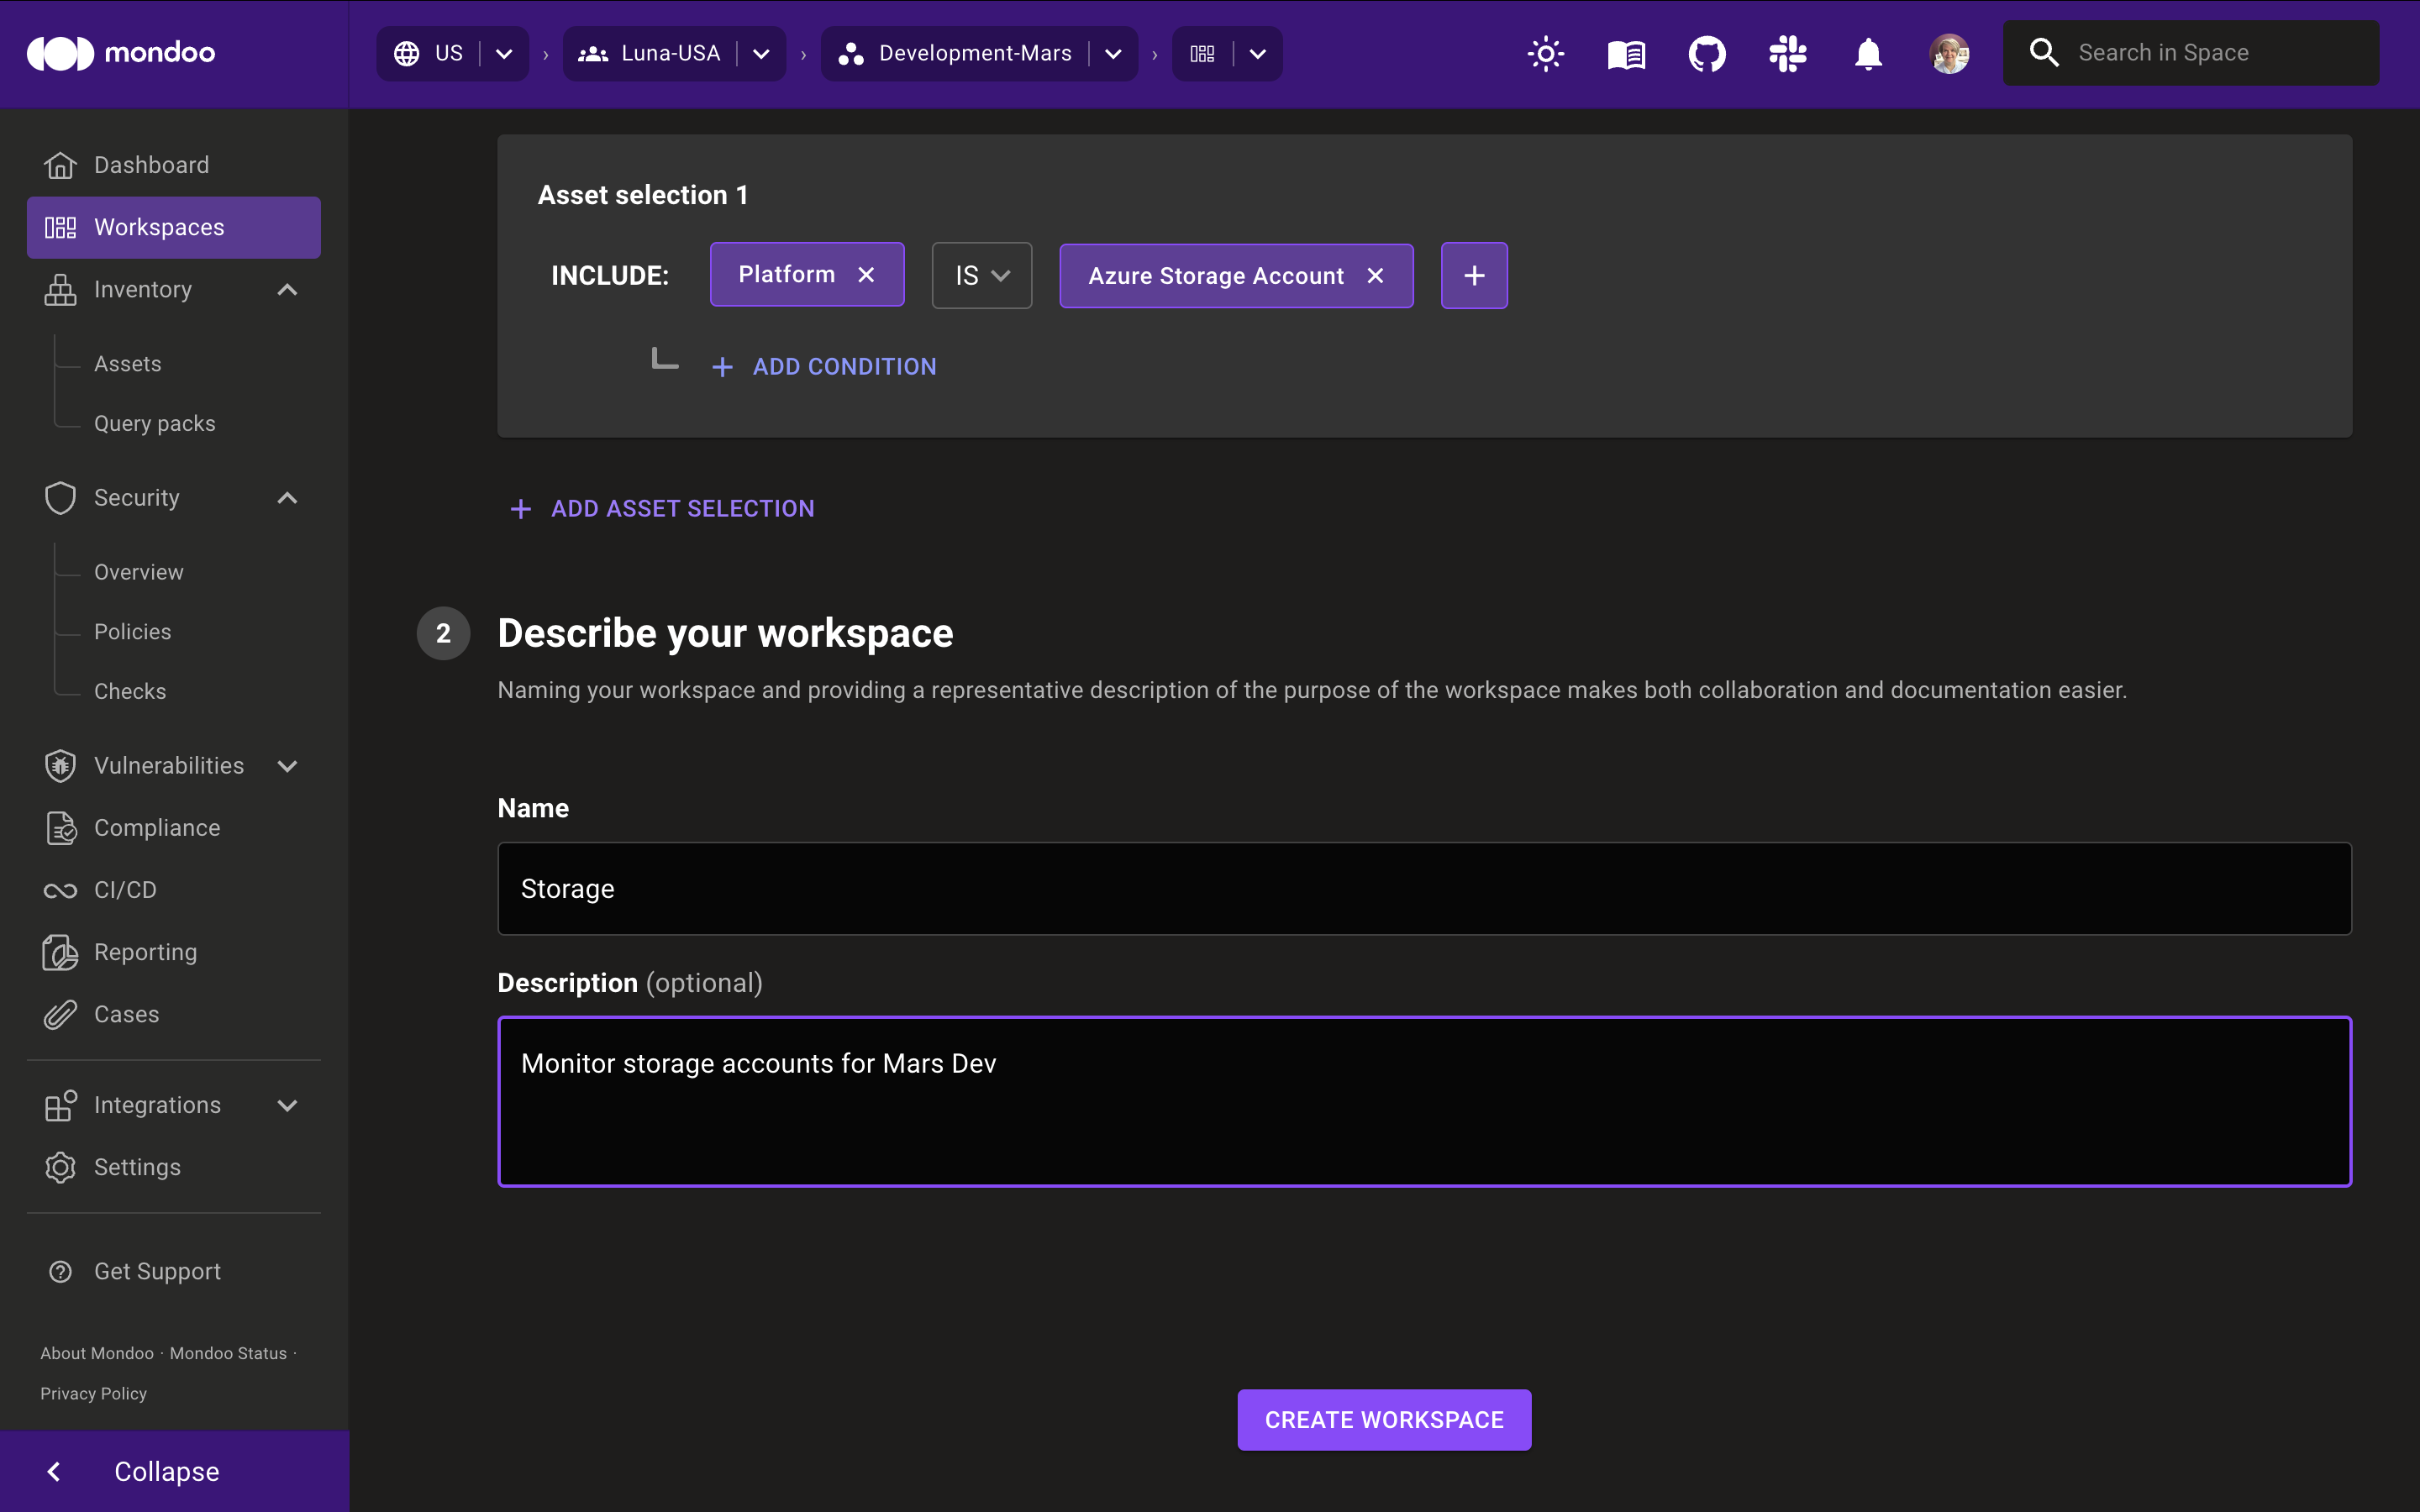 mondoo
US
Luna-USA
Development-Mars
Search in Space
Dashboard
Workspaces
Inventory
Assets
Query packs
Security
Overview
Policies
Checks
Vulnerabilities
Compliance
CI/CD
Reporting
Cases
Integrations
Settings
Get Support
About Mondoo · Mondoo Status ·
Privacy Policy
Collapse
Asset selection 1
INCLUDE: Platform IS Azure Storage Account +
+ ADD CONDITION
+ ADD ASSET SELECTION
2 Describe your workspace
Naming your workspace and providing a representative description of the purpose of the workspace makes both collaboration and documentation easier.
Name
Storage
Description (optional)
Monitor storage accounts for Mars Dev
CREATE WORKSPACE